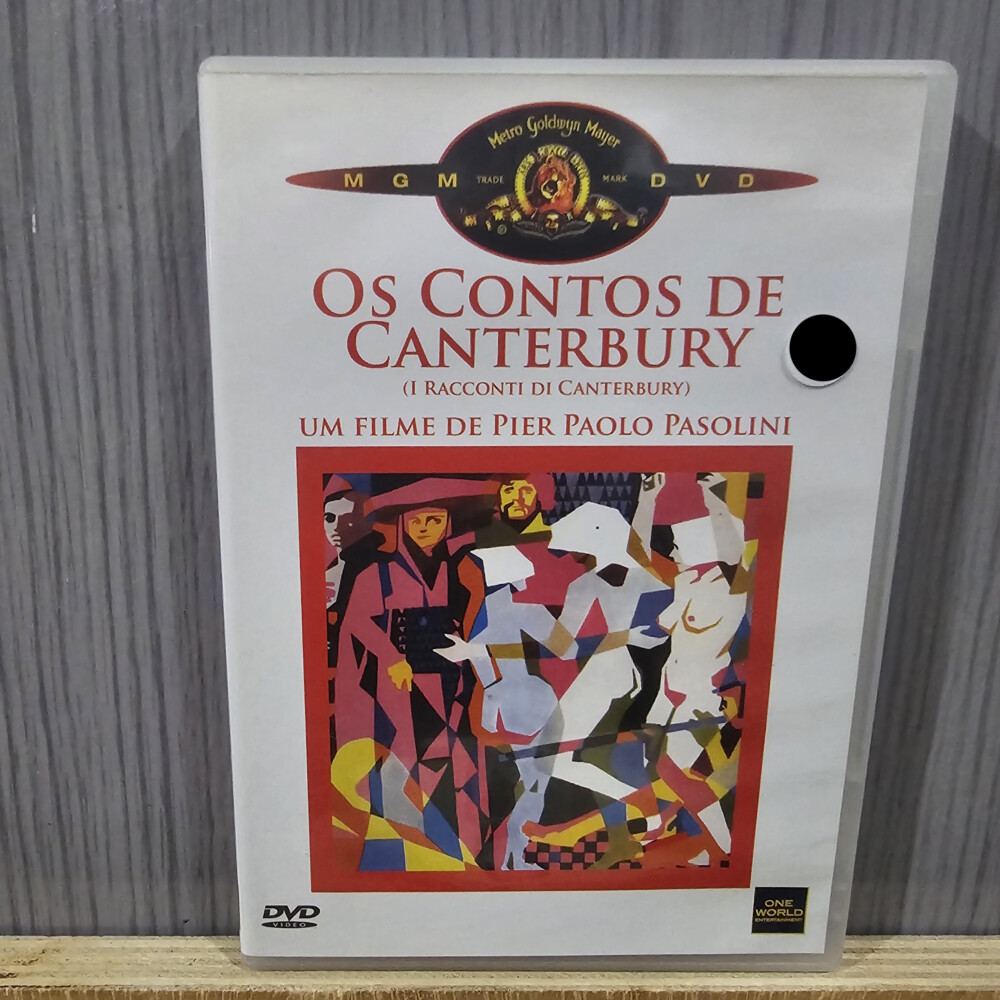 Metro Goldwyn Mayer
MGM TRADE MARK DVD
OS CONTOS DE
CANTERBURY
(I RACCONTI DI CANTERBURY)
UM FILME DE PIER PAOLO PASOLINI
DVD
VIDEO
ONE
WORLD
ENTERTAINMENT